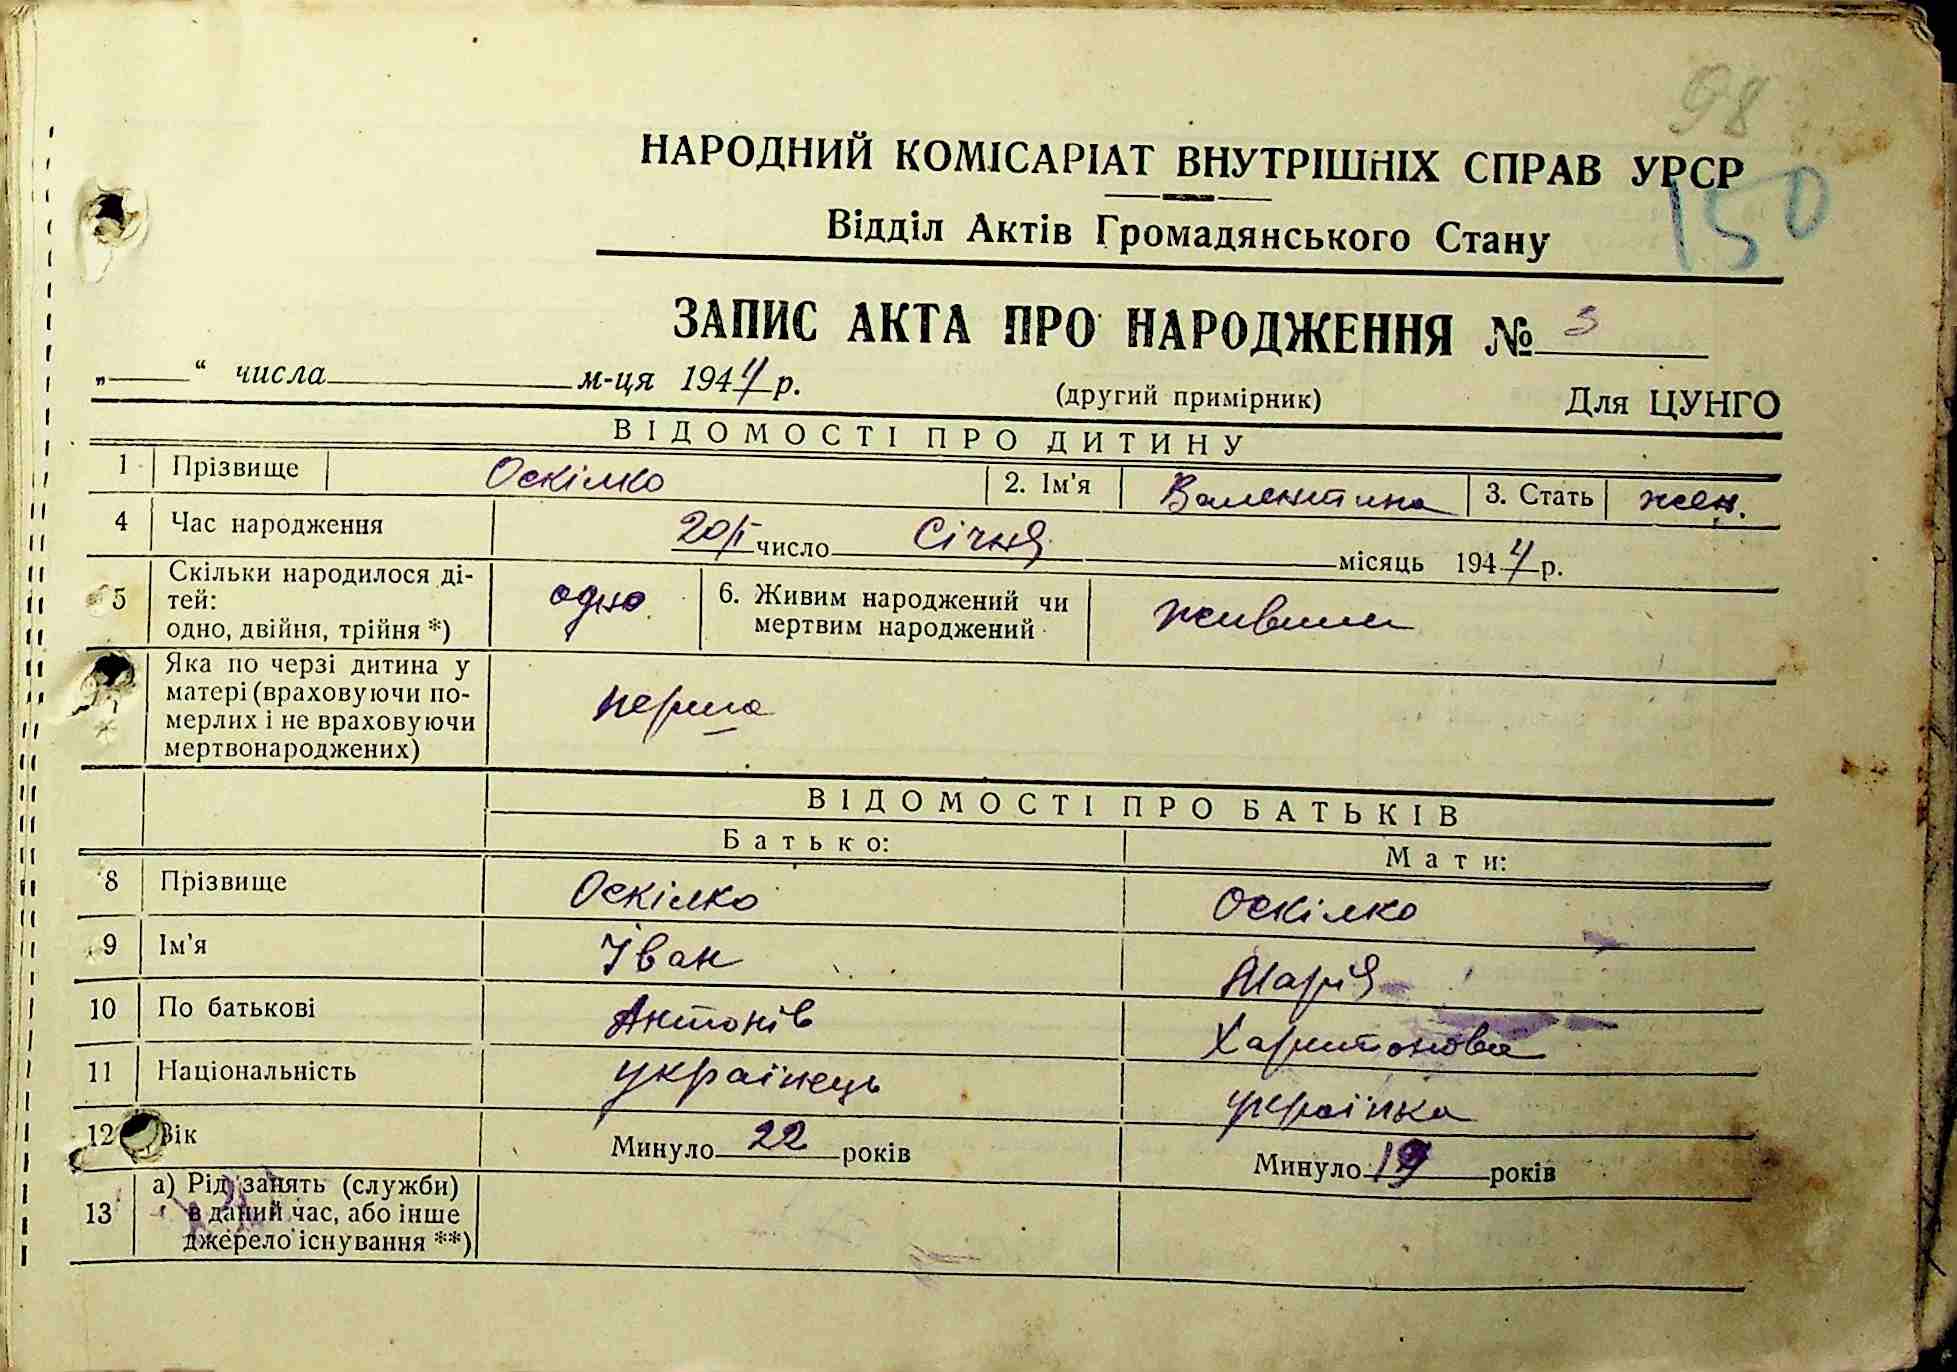 98
150
НАРОДНИЙ КОМІСАРІАТ ВНУТРІШНІХ СПРАВ УРСР
Відділ Актів Громадянського Стану
ЗАПИС АКТА ПРО НАРОДЖЕННЯ № 3
„ “ числа м-ця 1944 р. (другий примірник) Для ЦУНГО
ВІДОМОСТІ ПРО ДИТИНУ
1 Прізвище Оскілко 2. Ім'я Валентина 3. Стать жен.
4 Час народження 20/I число Січня місяць 1944 р.
5 Скільки народилося ді-
тей:
одно, двійня, трійня *) одно 6. Живим народжений чи
мертвим народжений живим
Яка по черзі дитина у
матері (враховуючи по-
мерлих і не враховуючи
мертвонароджених) перша
ВІДОМОСТІ ПРО БАТЬКІВ
Батько: Мати:
8 Прізвище Оскілко Оскілко
9 Ім'я Іван Марія
10 По батькові Антонів Харитонова
11 Національність українець українка
12 Вік Минуло 22 років Минуло 19 років
13 а) Рід занять (служби)
в даний час, або інше
джерело існування **)